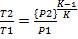 T2/T1 = {P2}/P1^(K-1/K)